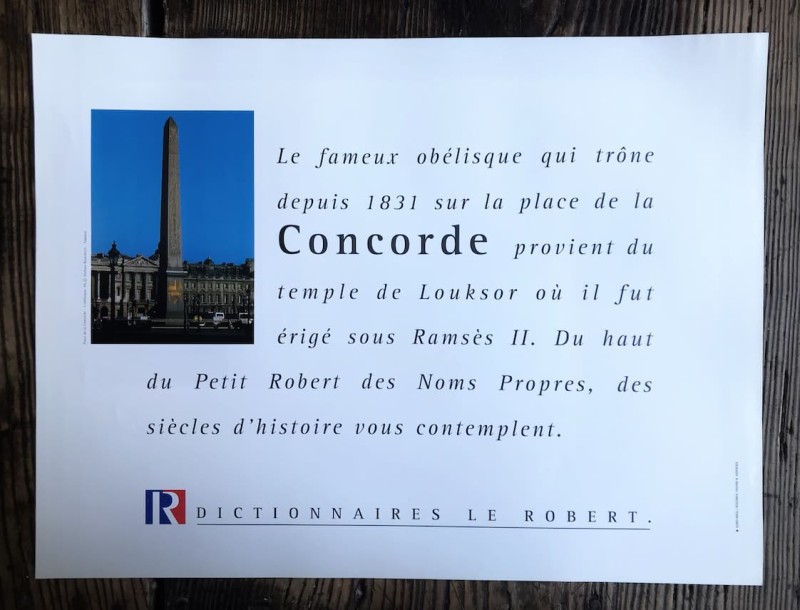 Le fameux obélisque qui trône
depuis 1831 sur la place de la
Concorde provient du
temple de Louksor où il fut
érigé sous Ramsès II. Du haut
du Petit Robert des Noms Propres, des
siècles d'histoire vous contemplent.
R DICTIONNAIRES LE ROBERT.